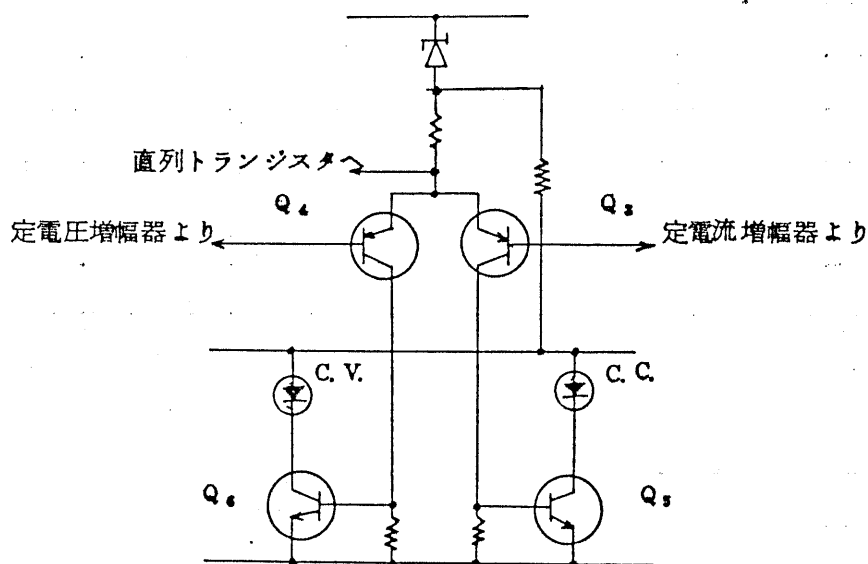 直列トランジスタへ
Q₄
Q₃
定電圧増幅器より
定電流増幅器より
C. V.
C. C.
Q₆
Q₅